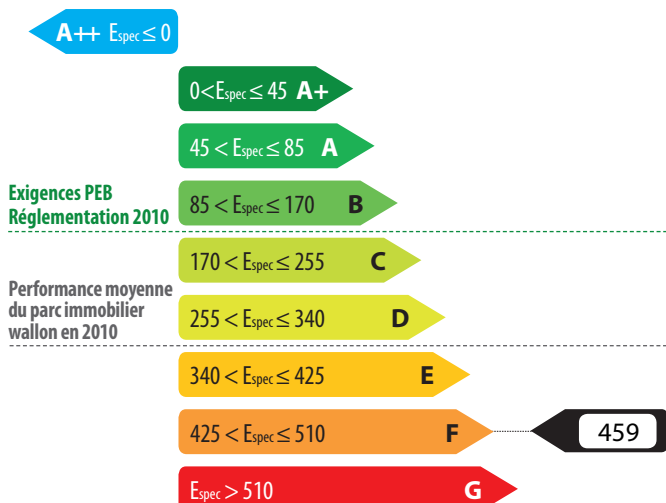 A++ Espec ≤ 0
0<Espec ≤ 45 A+
45 < Espec ≤ 85 A
Exigences PEB
Réglementation 2010
85 < Espec ≤ 170 B
170 < Espec ≤ 255 C
Performance moyenne
du parc immobilier
wallon en 2010
255 < Espec ≤ 340 D
340 < Espec ≤ 425 E
425 < Espec ≤ 510 F 459
Espec > 510 G